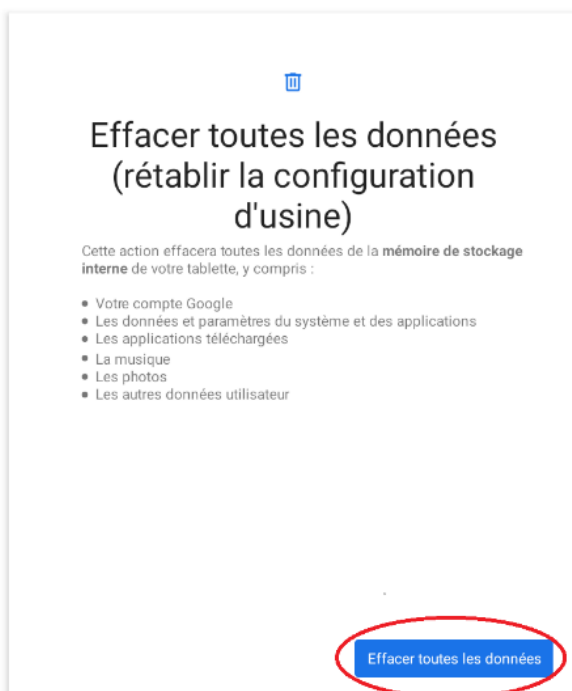 Effacer toutes les données
(rétablir la configuration
d'usine)
Cette action effacera toutes les données de la mémoire de stockage
interne de votre tablette, y compris :
Votre compte Google
Les données et paramètres du système et des applications
Les applications téléchargées
La musique
Les photos
Les autres données utilisateur
Effacer toutes les données